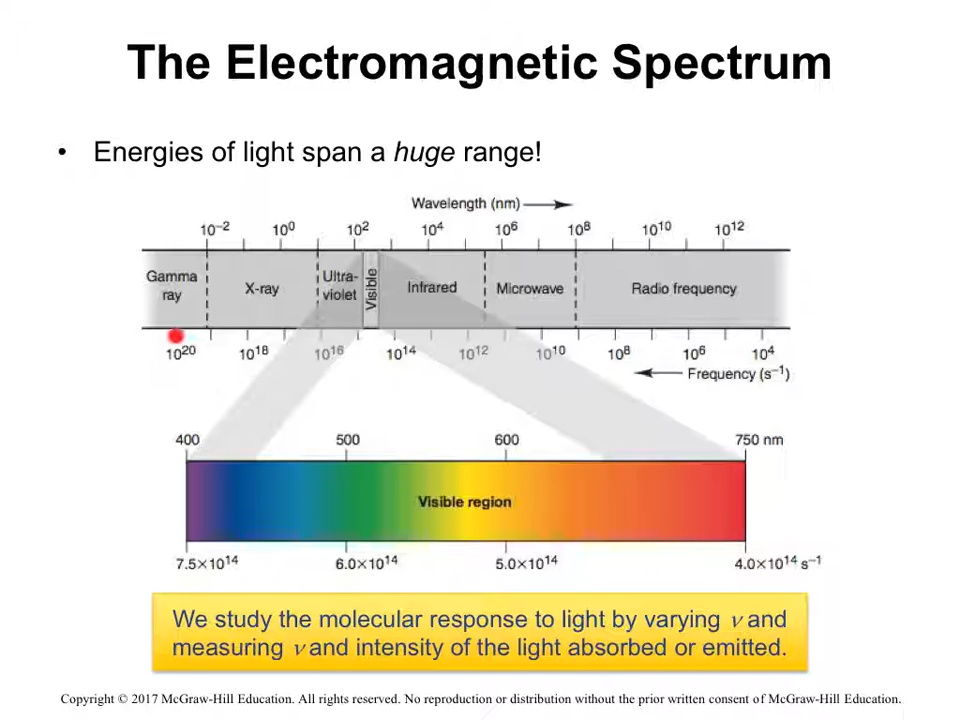 The Electromagnetic Spectrum
• Energies of light span a huge range!
Wavelength (nm)
10⁻² 10⁰ 10² 10⁴ 10⁶ 10⁸ 10¹⁰ 10¹²
Gamma ray X-ray Ultra-violet Visible Infrared Microwave Radio frequency
10²⁰ 10¹⁸ 10¹⁶ 10¹⁴ 10¹² 10¹⁰ 10⁸ 10⁶ 10⁴
Frequency (s⁻¹)
400 500 600 750 nm
Visible region
7.5×10¹⁴ 6.0×10¹⁴ 5.0×10¹⁴ 4.0×10¹⁴ s⁻¹
We study the molecular response to light by varying ν and
measuring ν and intensity of the light absorbed or emitted.
Copyright © 2017 McGraw-Hill Education. All rights reserved. No reproduction or distribution without the prior written consent of McGraw-Hill Education.